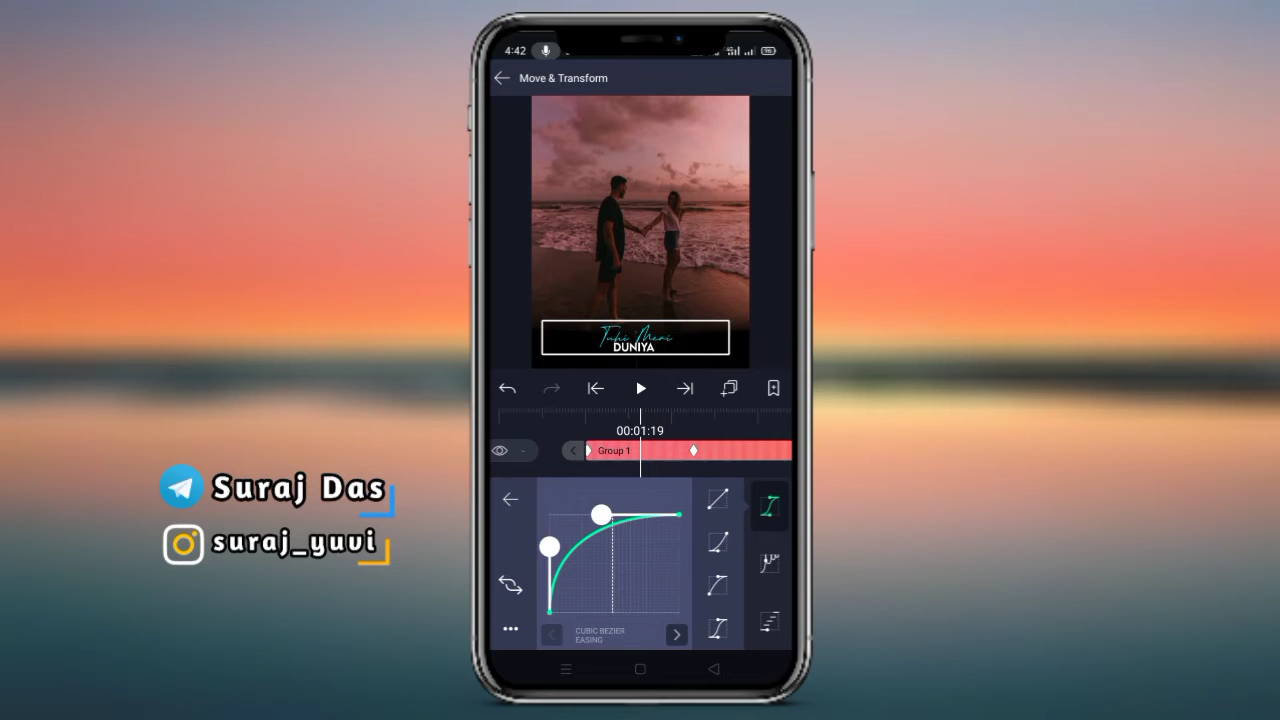 4:42
Move & Transform
Tuhi Meri
DUNIYA
00:01:19
Group 1
Suraj Das
suraj_yuvi
CUBIC BEZIER
EASING